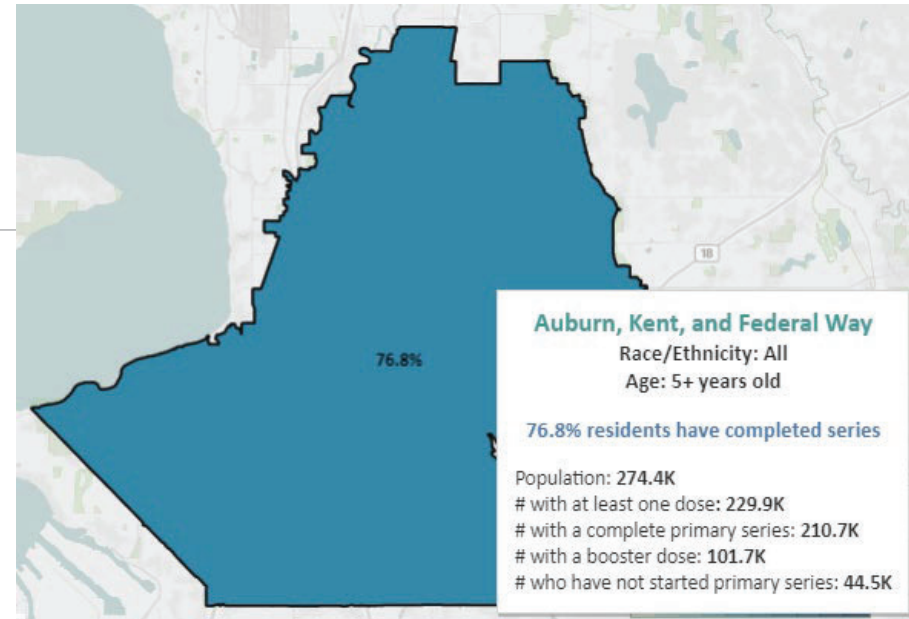 18
76.8%
Auburn, Kent, and Federal Way
Race/Ethnicity: All
Age: 5+ years old
76.8% residents have completed series
Population: 274.4K
# with at least one dose: 229.9K
# with a complete primary series: 210.7K
# with a booster dose: 101.7K
# who have not started primary series: 44.5K